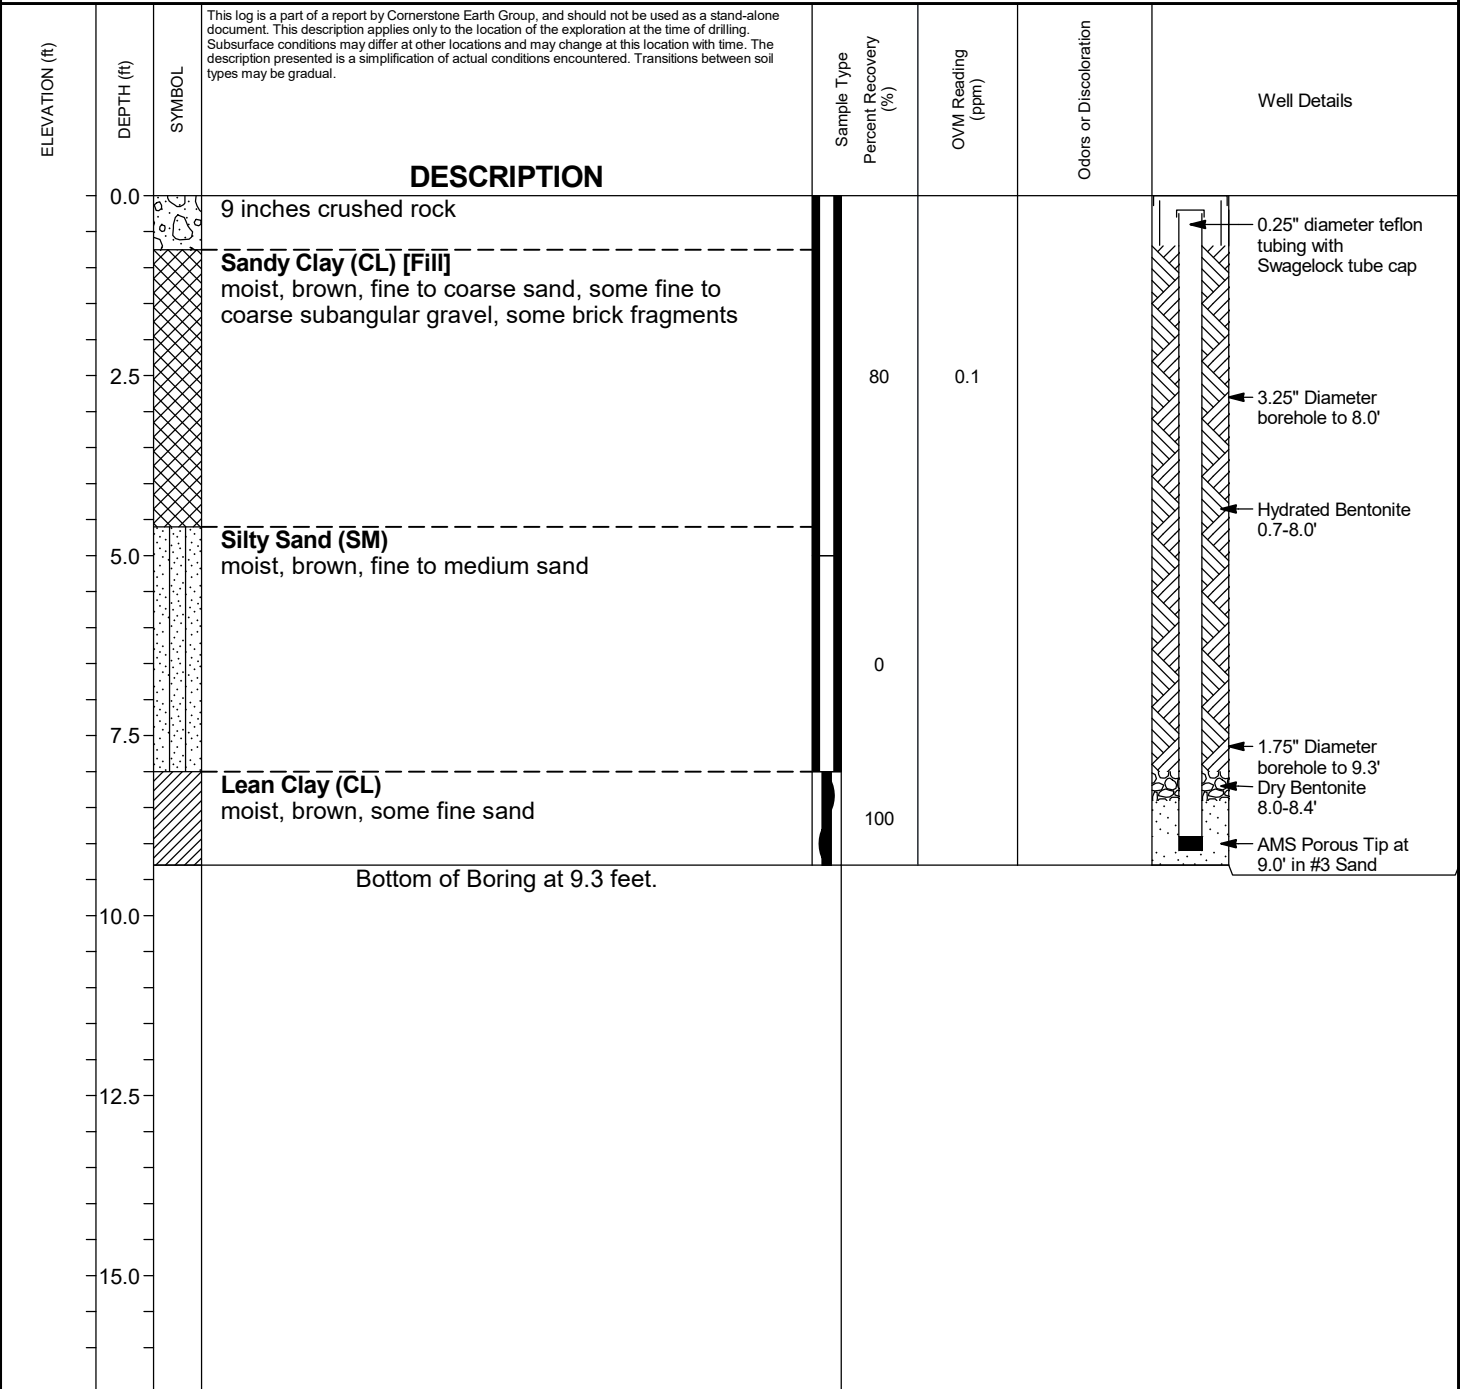 This log is a part of a report by Cornerstone Earth Group, and should not be used as a stand-alone
document. This description applies only to the location of the exploration at the time of drilling.
Subsurface conditions may differ at other locations and may change at this location with time. The
description presented is a simplification of actual conditions encountered. Transitions between soil
types may be gradual.
ELEVATION (ft)
DEPTH (ft)
SYMBOL
DESCRIPTION
Sample Type
Percent Recovery
(%)
OVM Reading
(ppm)
Odors or Discoloration
Well Details
0.0
9 inches crushed rock
0.25" diameter teflon
tubing with
Swagelock tube cap
Sandy Clay (CL) [Fill]
moist, brown, fine to coarse sand, some fine to
coarse subangular gravel, some brick fragments
2.5
80
0.1
3.25" Diameter
borehole to 8.0'
Hydrated Bentonite
0.7-8.0'
Silty Sand (SM)
5.0
moist, brown, fine to medium sand
0
7.5
1.75" Diameter
borehole to 9.3'
Lean Clay (CL)
moist, brown, some fine sand
100
Dry Bentonite
8.0-8.4'
AMS Porous Tip at
9.0' in #3 Sand
Bottom of Boring at 9.3 feet.
10.0
12.5
15.0